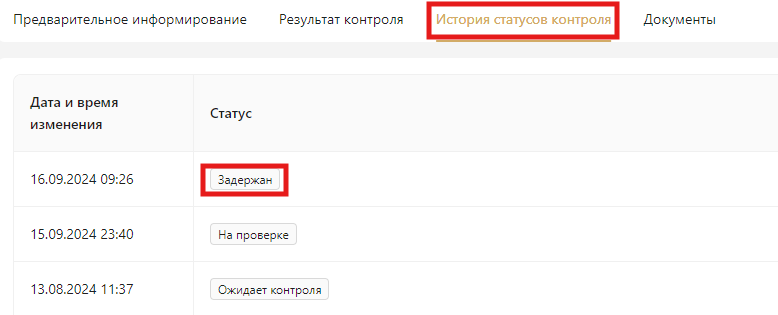 Предварительное информирование Результат контроля История статусов контроля Документы
Дата и время
изменения
Статус
16.09.2024 09:26 Задержан
15.09.2024 23:40 На проверке
13.08.2024 11:37 Ожидает контроля